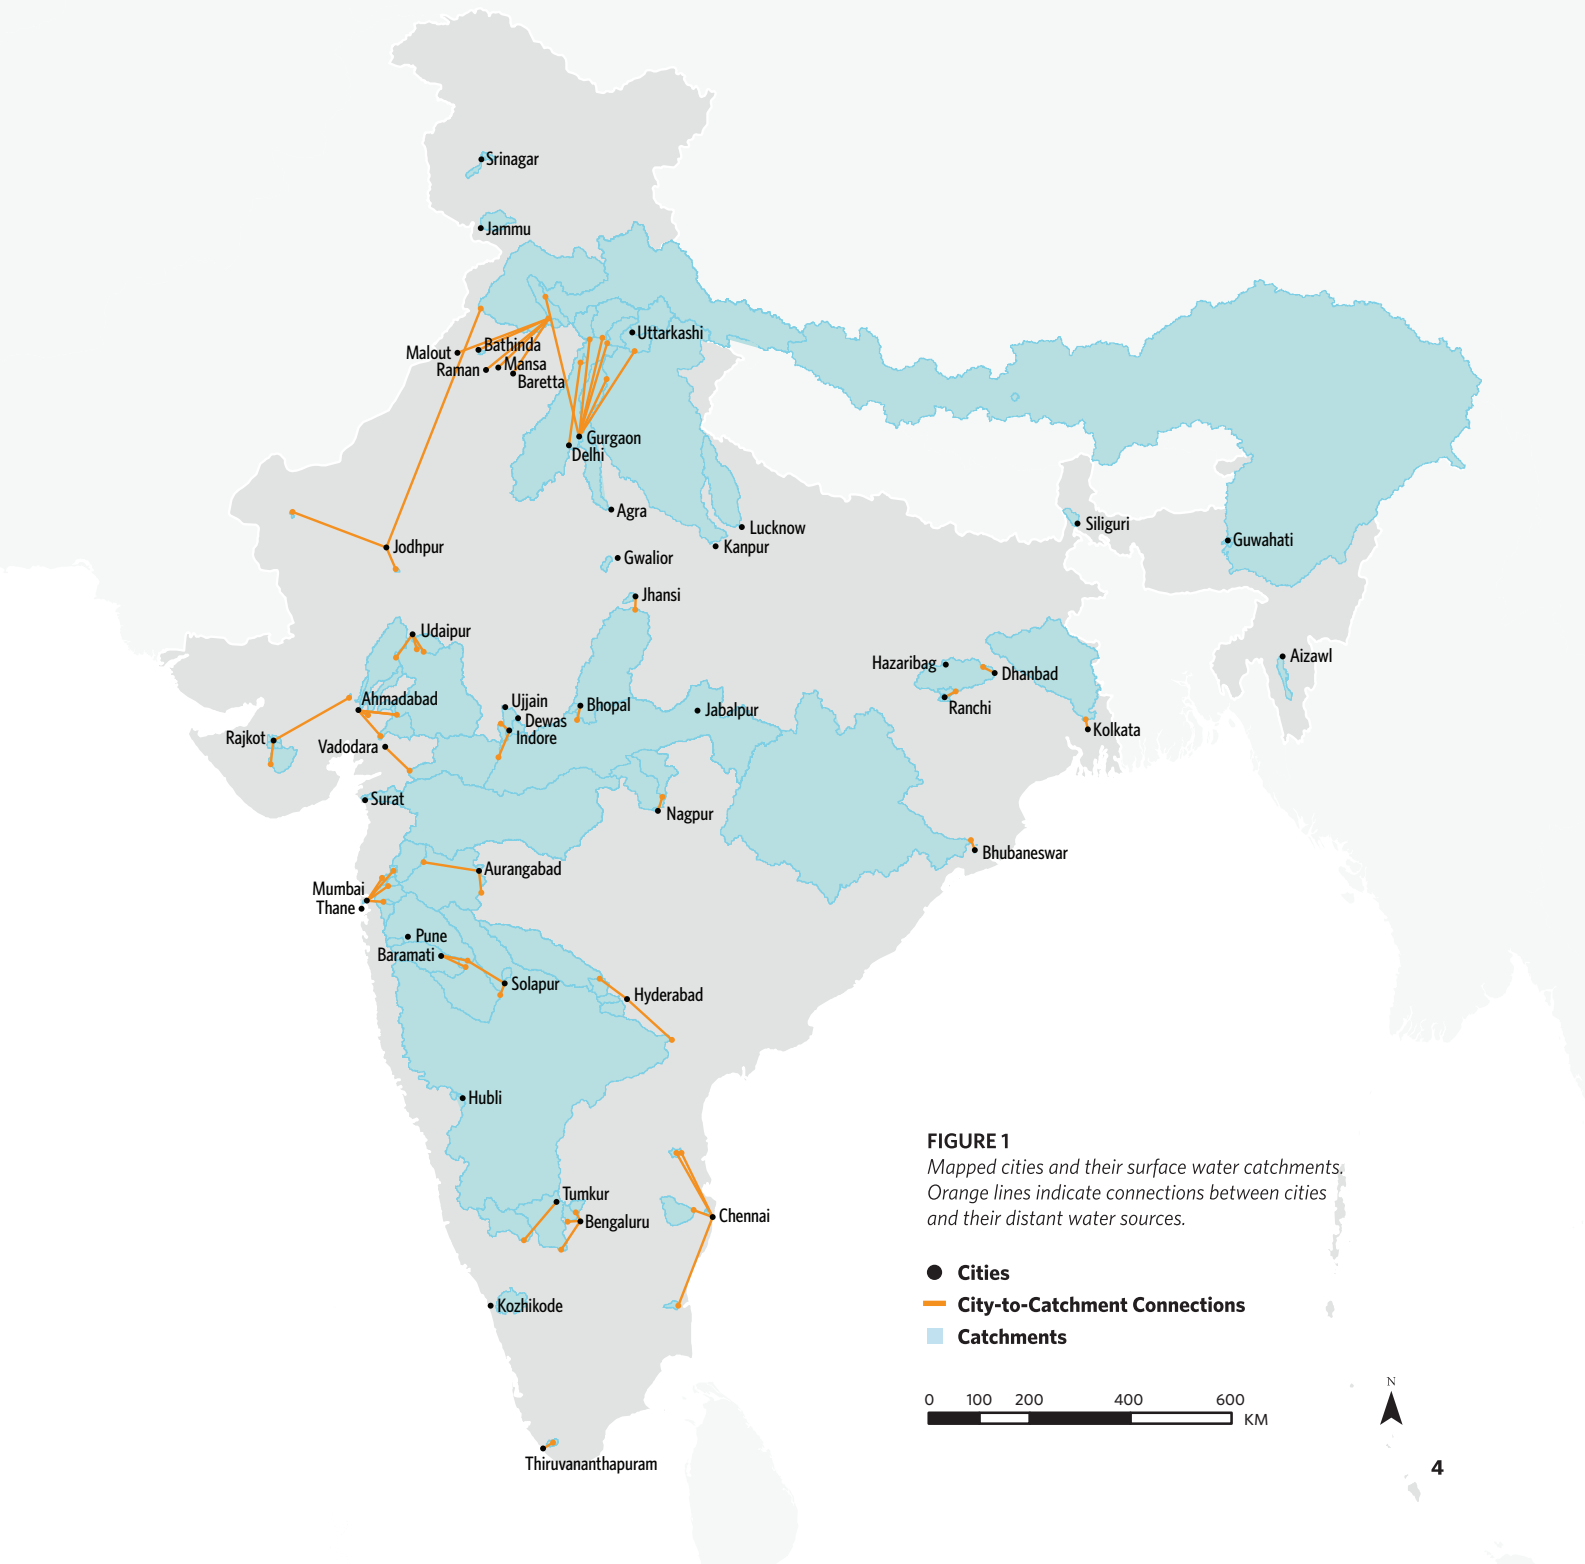 Srinagar
Jammu
Uttarkashi
Bathinda
Malout
Mansa
Raman
Baretta
Gurgaon
Delhi
Agra
Lucknow
Siliguri
Guwahati
Kanpur
Jodhpur
Gwalior
Jhansi
Udaipur
Aizawl
Hazaribag
Dhanbad
Ahmadabad
Ujjain
Bhopal
Jabalpur
Ranchi
Dewas
Kolkata
Rajkot
Indore
Vadodara
Surat
Nagpur
Bhubaneswar
Aurangabad
Mumbai
Thane
Pune
Baramati
Solapur
Hyderabad
Hubli
Tumkur
Chennai
Bengaluru
Kozhikode
Thiruvananthapuram
FIGURE 1
Mapped cities and their surface water catchments.
Orange lines indicate connections between cities
and their distant water sources.
Cities
City-to-Catchment Connections
Catchments
0 100 200 400 600
KM
N
4